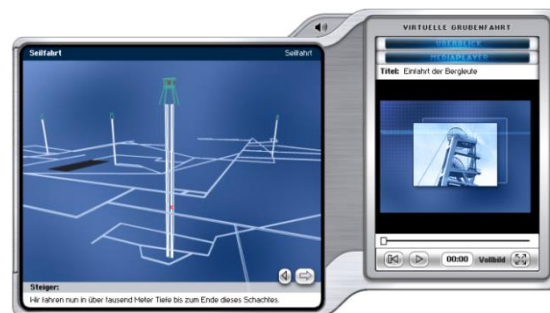 Seilfahrt
Seilfahrt
Steiger:
Wir fahren nun in über tausend Meter Tiefe bis zum Ende dieses Schachtes.
VIRTUELLE GRUBENFAHRT
ÜBERBLICK
MEDIAPLAYER
Titel: Einfahrt der Bergleute
00:00 Vollbild